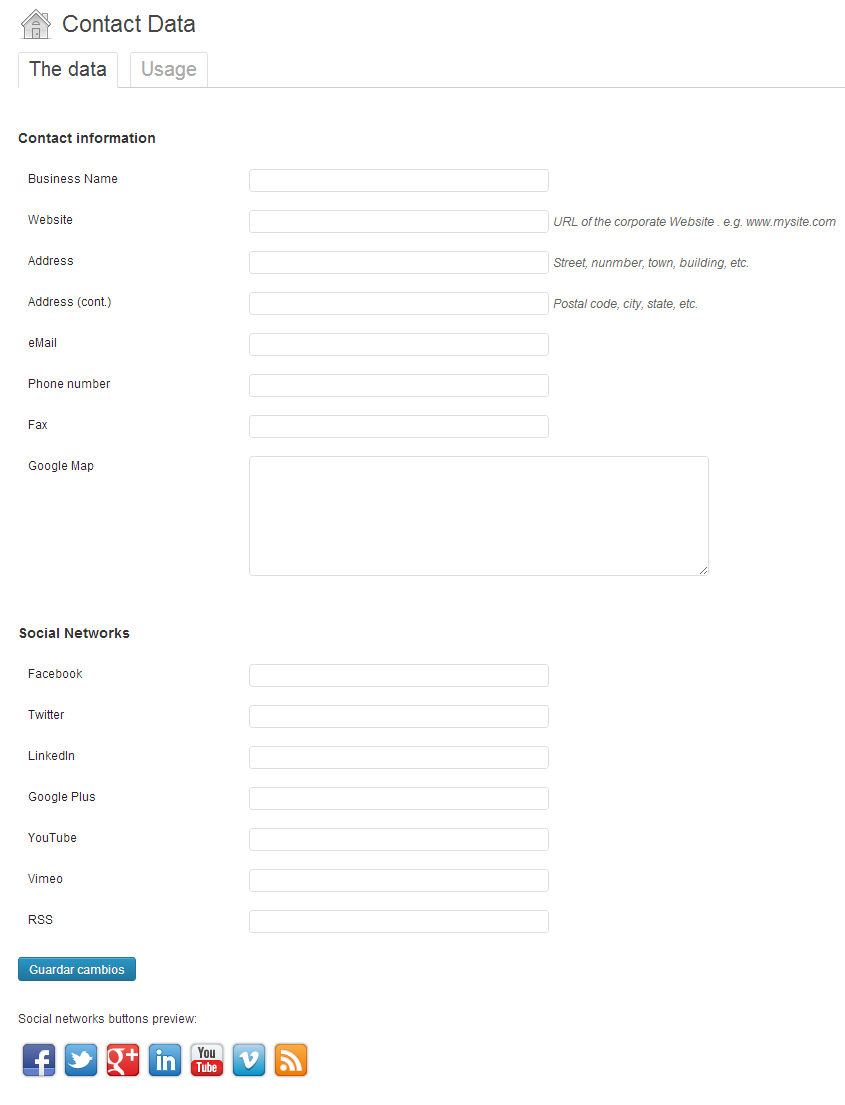 Contact Data
The data Usage
Contact information
Business Name
Website URL of the corporate Website . e.g. www.mysite.com
Address Street, nunmber, town, building, etc.
Address (cont.) Postal code, city, state, etc.
eMail
Phone number
Fax
Google Map
Social Networks
Facebook
Twitter
LinkedIn
Google Plus
YouTube
Vimeo
RSS
Guardar cambios
Social networks buttons preview:
f g+ in You Tube v